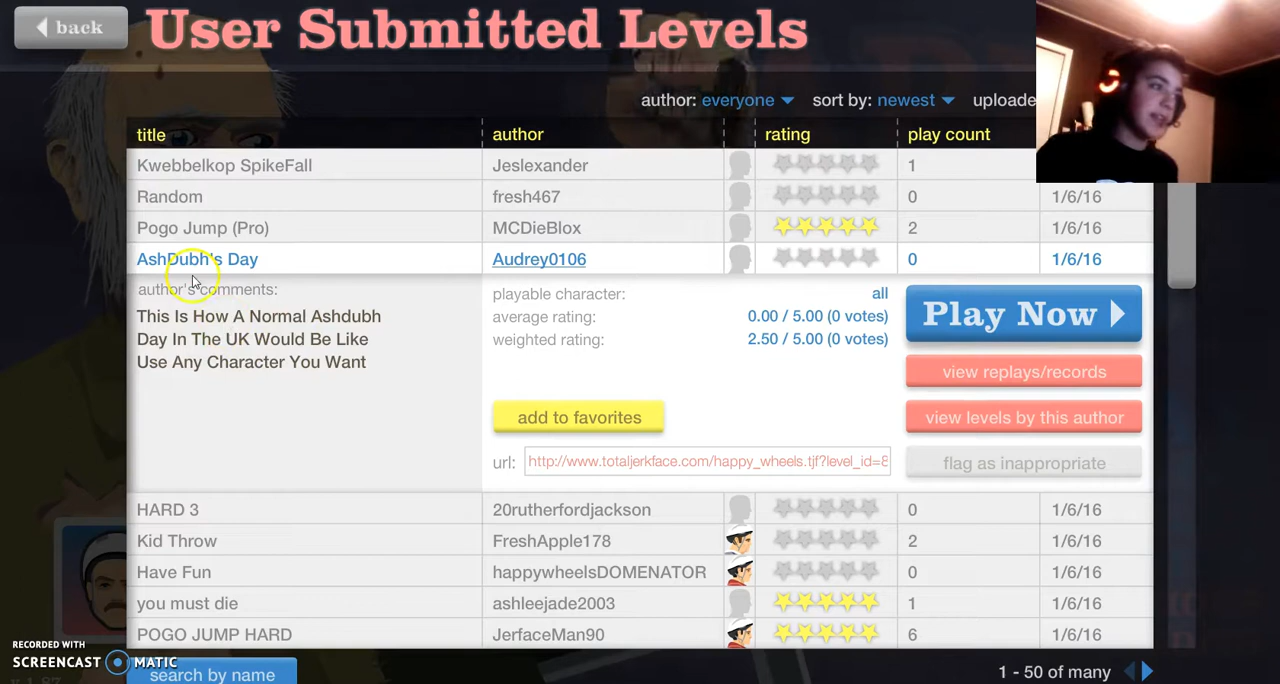 back
User Submitted Levels
author: everyone sort by: newest uploade
title author rating play count
Kwebbelkop SpikeFall Jeslexander 1
Random fresh467 0 1/6/16
Pogo Jump (Pro) MCDieBlox 2 1/6/16
AshDubh's Day Audrey0106 0 1/6/16
author's comments:
This Is How A Normal Ashdubh
Day In The UK Would Be Like
Use Any Character You Want
playable character: all
average rating: 0.00 / 5.00 (0 votes)
weighted rating: 2.50 / 5.00 (0 votes)
Play Now
view replays/records
add to favorites
view levels by this author
url: http://www.totaljerkface.com/happy_wheels.tjf?level_id=8
flag as inappropriate
HARD 3 20rutherfordjackson 0 1/6/16
Kid Throw FreshApple178 2 1/6/16
Have Fun happywheelsDOMENATOR 0 1/6/16
you must die ashleejade2003 1 1/6/16
POGO JUMP HARD JerfaceMan90 6 1/6/16
RECORDED WITH
SCREENCAST MATIC
search by name
1 - 50 of many
v 1.87